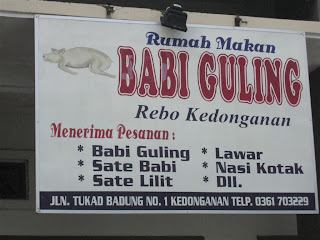 Rumah Makan
BABI GULING
Rebo Kedonganan
Menerima Pesanan :
* Babi Guling * Lawar
* Sate Babi * Nasi Kotak
* Sate Lilit * Dll.
JLN. TUKAD BADUNG NO. 1 KEDONGANAN TELP. 0361 703229